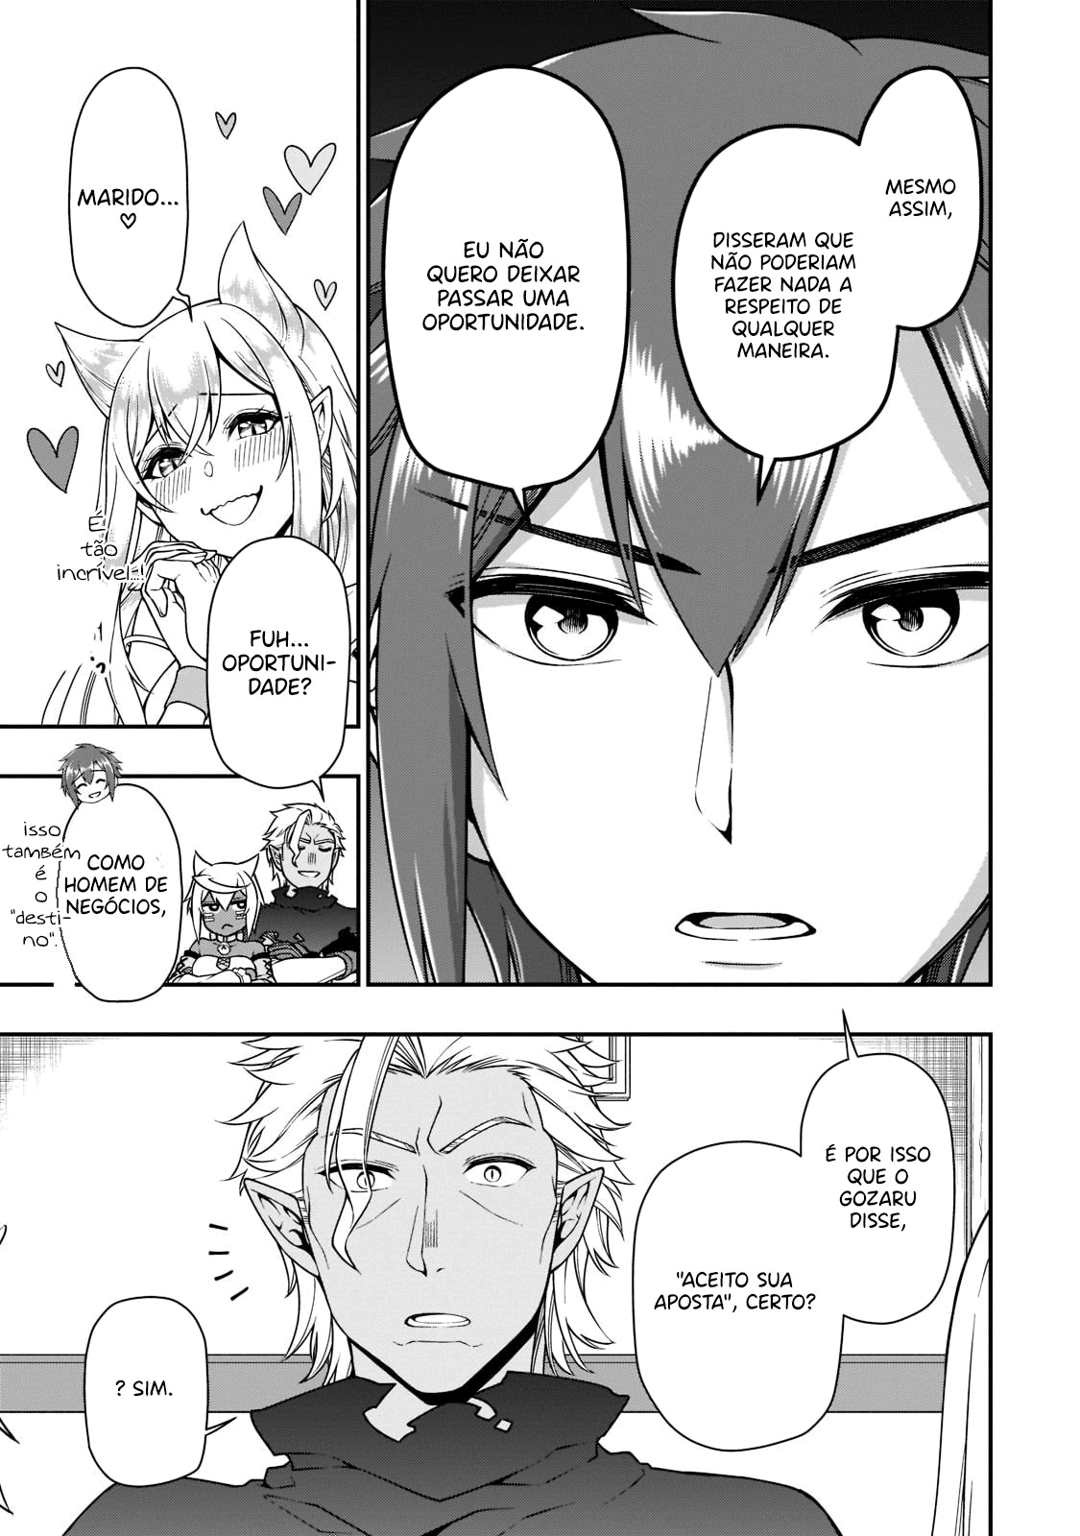 MESMO
ASSIM,
DISSERAM QUE
NÃO PODERIAM
FAZER NADA A
RESPEITO DE
QUALQUER
MANEIRA.
EU NÃO
QUERO DEIXAR
PASSAR UMA
OPORTUNIDADE.
MARIDO...
♡
É
tão
incrível...!
FUH...
OPORTUNI-
DADE?
COMO
HOMEM DE
NEGÓCIOS,
isso
também
é
o
"desti-
no".
É POR ISSO
QUE O
GOZARU
DISSE,
"ACEITO SUA
APOSTA", CERTO?
? SIM.